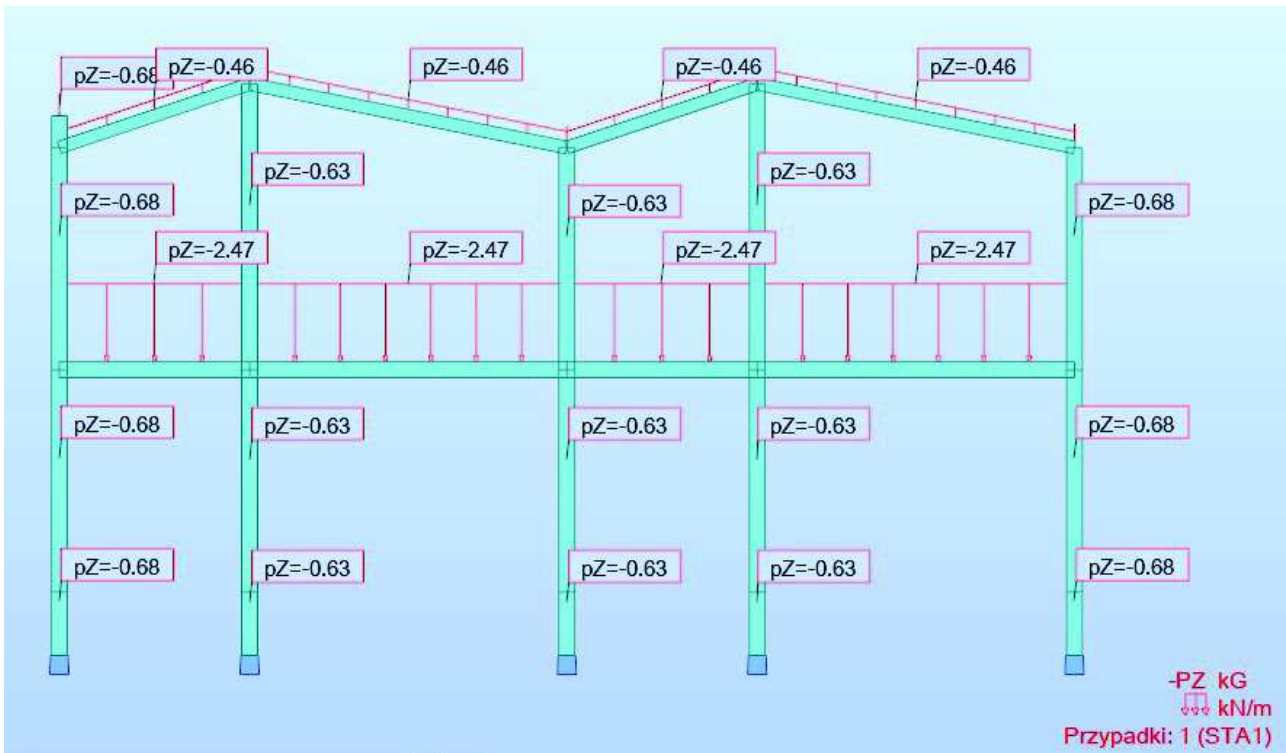 pZ=-0.68 pZ=-0.46 pZ=-0.46 pZ=-0.46 pZ=-0.46
pZ=-0.63 pZ=-0.63
pZ=-0.68 pZ=-0.63 pZ=-0.68
pZ=-2.47 pZ=-2.47 pZ=-2.47 pZ=-2.47
pZ=-0.68 pZ=-0.63 pZ=-0.63 pZ=-0.63 pZ=-0.68
pZ=-0.68 pZ=-0.63 pZ=-0.63 pZ=-0.63 pZ=-0.68
-PZ kG
kN/m
Przypadki: 1 (STA1)